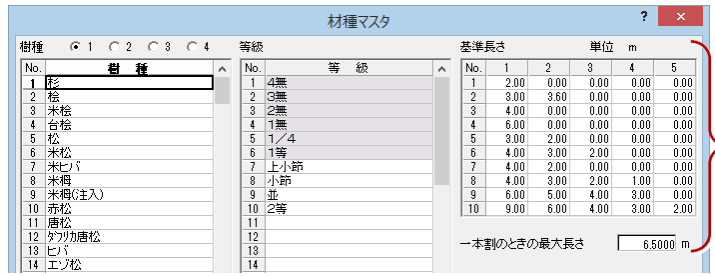 材種マスタ ? ×
樹種 1 2 3 4
No. 樹 種
1 杉
2 桧
3 米桧
4 台桧
5 松
6 米松
7 米ヒバ
8 米栂
9 米栂(注入)
10 赤松
11 唐松
12 ダフリカ唐松
13 ヒバ
14 エゾ松
等級
No. 等 級
1 4無
2 3無
3 2無
4 1無
5 1/4
6 1等
7 上小節
8 小節
9 並
10 2等
11
12
13
14
基準長さ 単位 m
No. 1 2 3 4 5
1 2.00 0.00 0.00 0.00 0.00
2 3.00 3.60 0.00 0.00 0.00
3 4.00 0.00 0.00 0.00 0.00
4 6.00 0.00 0.00 0.00 0.00
5 3.00 2.00 0.00 0.00 0.00
6 4.00 3.00 2.00 0.00 0.00
7 4.00 2.00 0.00 0.00 0.00
8 4.00 3.00 2.00 1.00 0.00
9 6.00 5.00 4.00 3.00 0.00
10 9.00 6.00 4.00 3.00 2.00
一本割のときの最大長さ 6.5000 m